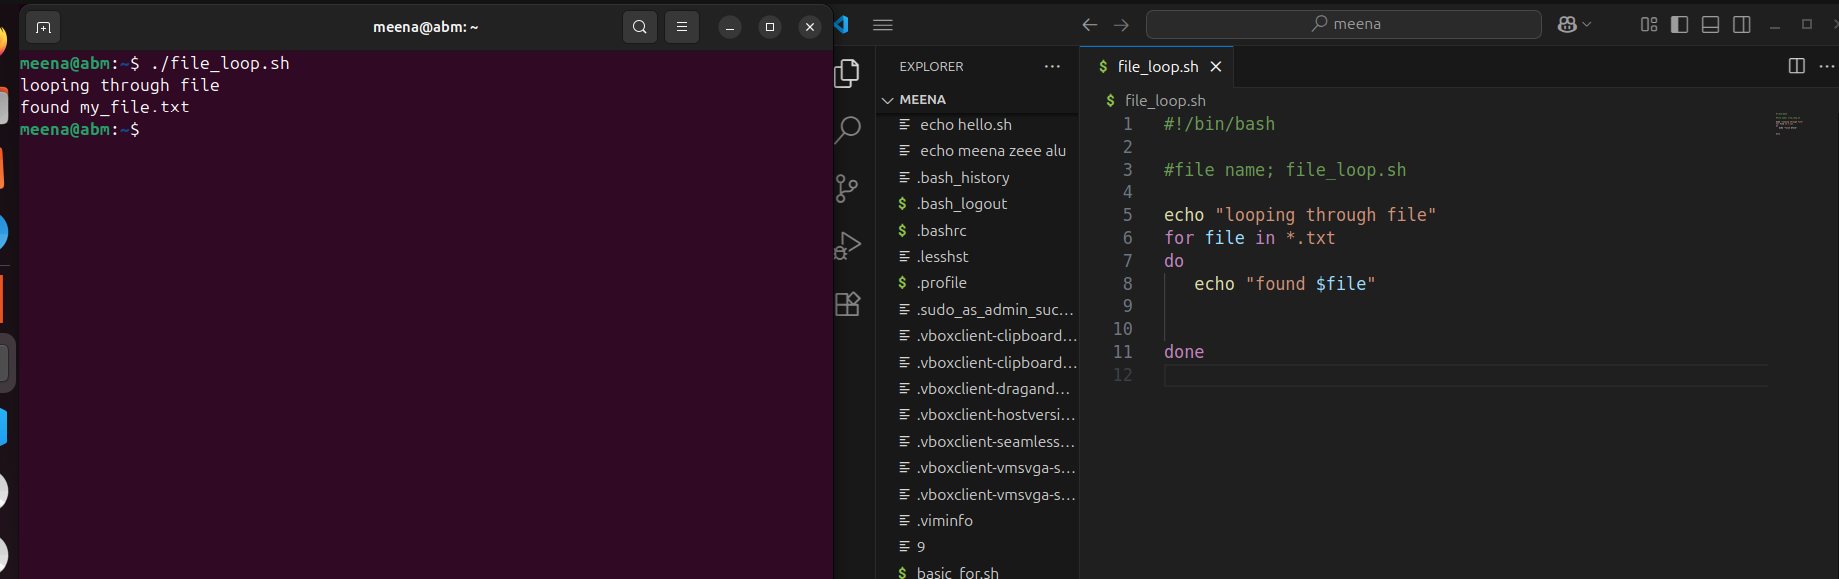 meena@abm: ~
meena@abm:~$ ./file_loop.sh
looping through file
found my_file.txt
meena@abm:~$
meena
EXPLORER
MEENA
echo hello.sh
echo meena zeee alu
.bash_history
$ .bash_logout
$ .bashrc
.lesshst
$ .profile
.sudo_as_admin_suc...
.vboxclient-clipboard...
.vboxclient-clipboard...
.vboxclient-dragand...
.vboxclient-hostversi...
.vboxclient-seamless...
.vboxclient-vmsvga-s...
.vboxclient-vmsvga-s...
.viminfo
9
$ basic_for.sh
$ file_loop.sh
$ file_loop.sh
1 #!/bin/bash
2
3 #file name; file_loop.sh
4
5 echo "looping through file"
6 for file in *.txt
7 do
8 echo "found $file"
9
10
11 done
12